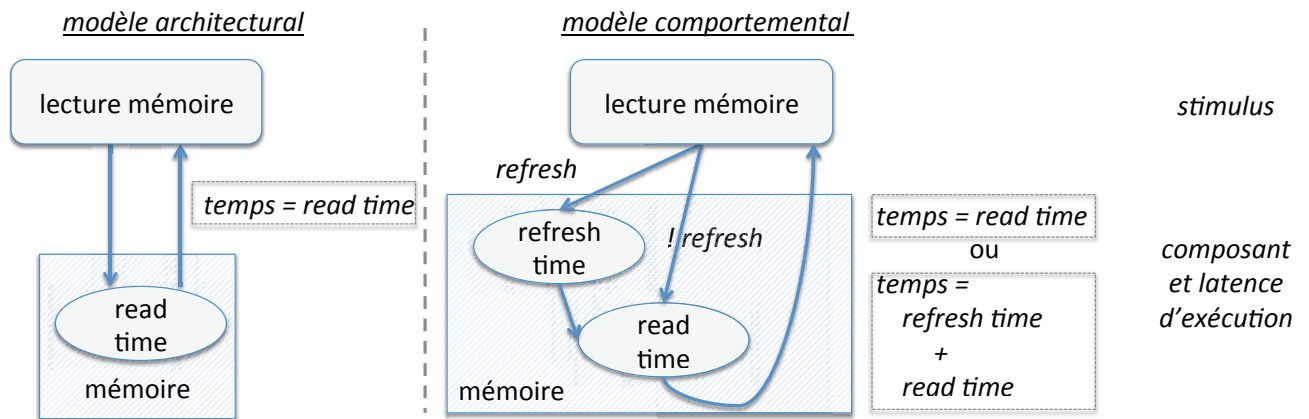 modèle architectural
lecture mémoire
temps = read time
read
time
mémoire
modèle comportemental
lecture mémoire
refresh
refresh
time
! refresh
read
time
mémoire
temps = read time
ou
temps =
refresh time
+
read time
stimulus
composant
et latence
d'exécution